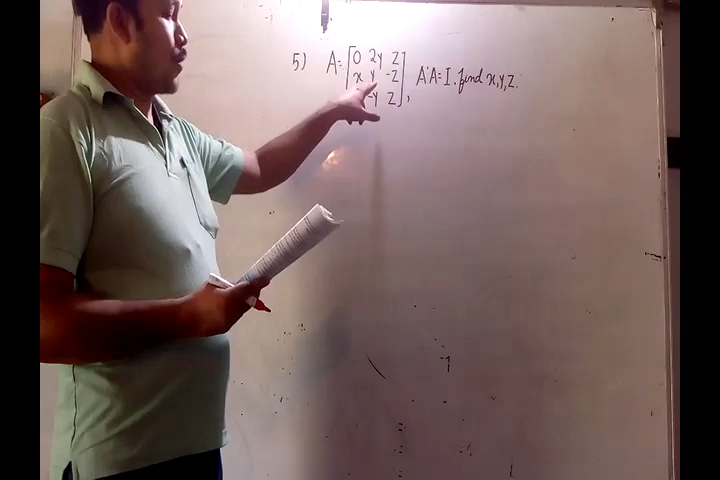 5) A = [0 2y z
x y -z A'A = I. find x, y, z.
-y z],